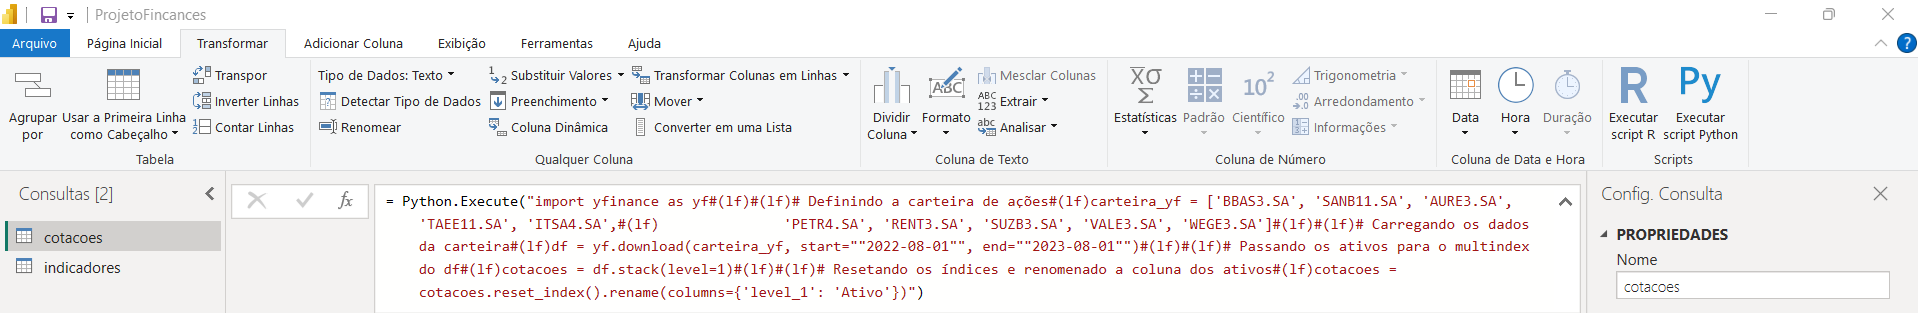 ProjetoFincances
Arquivo Página Inicial Transformar Adicionar Coluna Exibição Ferramentas Ajuda
Agrupar por
Usar a Primeira Linha como Cabeçalho
Transpor
Inverter Linhas
Contar Linhas
Tabela
Tipo de Dados: Texto
Detectar Tipo de Dados
Renomear
Substituir Valores
Preenchimento
Coluna Dinâmica
Transformar Colunas em Linhas
Mover
Converter em uma Lista
Qualquer Coluna
Dividir Coluna
Formato
Mesclar Colunas
Extrair
Analisar
Coluna de Texto
Estatísticas
Padrão
Científico
Trigonometria
Arredondamento
Informações
Coluna de Número
Data
Hora
Duração
Coluna de Data e Hora
Executar script R
Executar script Python
Scripts
Consultas [2]
cotacoes
indicadores
= Python.Execute("import yfinance as yf#(lf)#(lf)# Definindo a carteira de ações#(lf)carteira_yf = ['BBAS3.SA', 'SANB11.SA', 'AURE3.SA',
'TAEE11.SA', 'ITSA4.SA',#(lf) 'PETR4.SA', 'RENT3.SA', 'SUZB3.SA', 'VALE3.SA', 'WEGE3.SA']#(lf)#(lf)# Carregando os dados
da carteira#(lf)df = yf.download(carteira_yf, start=""2022-08-01"", end=""2023-08-01"")#(lf)#(lf)# Passando os ativos para o multindex
do df#(lf)cotacoes = df.stack(level=1)#(lf)#(lf)# Resetando os índices e renomenado a coluna dos ativos#(lf)cotacoes =
cotacoes.reset_index().rename(columns={'level_1': 'Ativo'})")
Config. Consulta
PROPRIEDADES
Nome
cotacoes